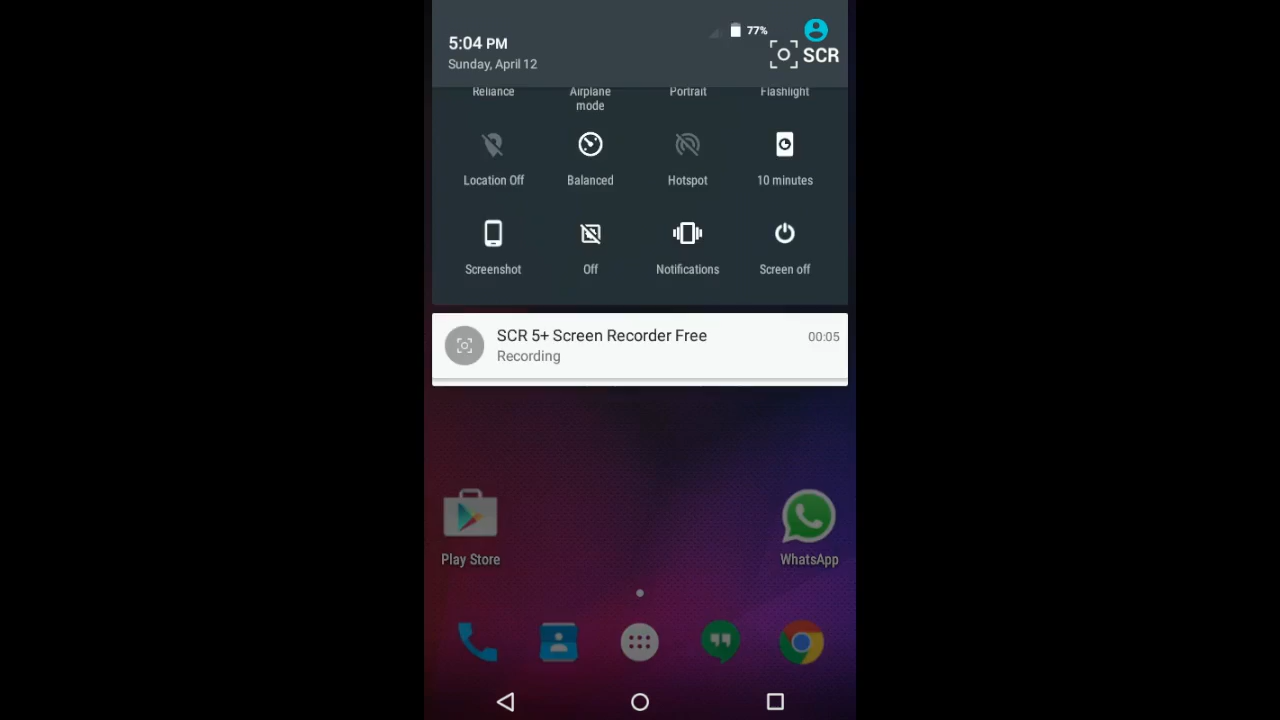 77%
5:04 PM
SCR
Sunday, April 12
Reliance
Airplane
mode
Portrait
Flashlight
Location Off
Balanced
Hotspot
10 minutes
Screenshot
Off
Notifications
Screen off
SCR 5+ Screen Recorder Free
00:05
Recording
Play Store
WhatsApp